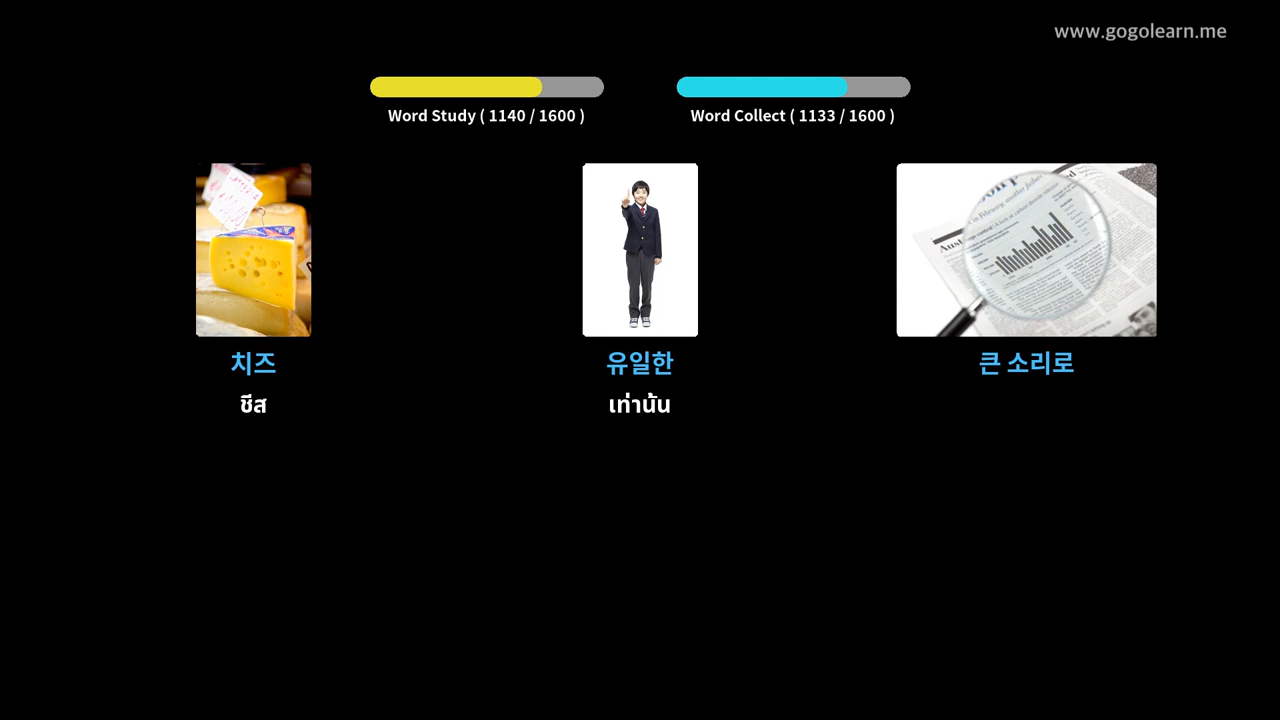 www.gogolearn.me
Word Study ( 1140 / 1600 )
Word Collect ( 1133 / 1600 )
치즈
유일한
큰 소리로
ชีส
เท่านั้น